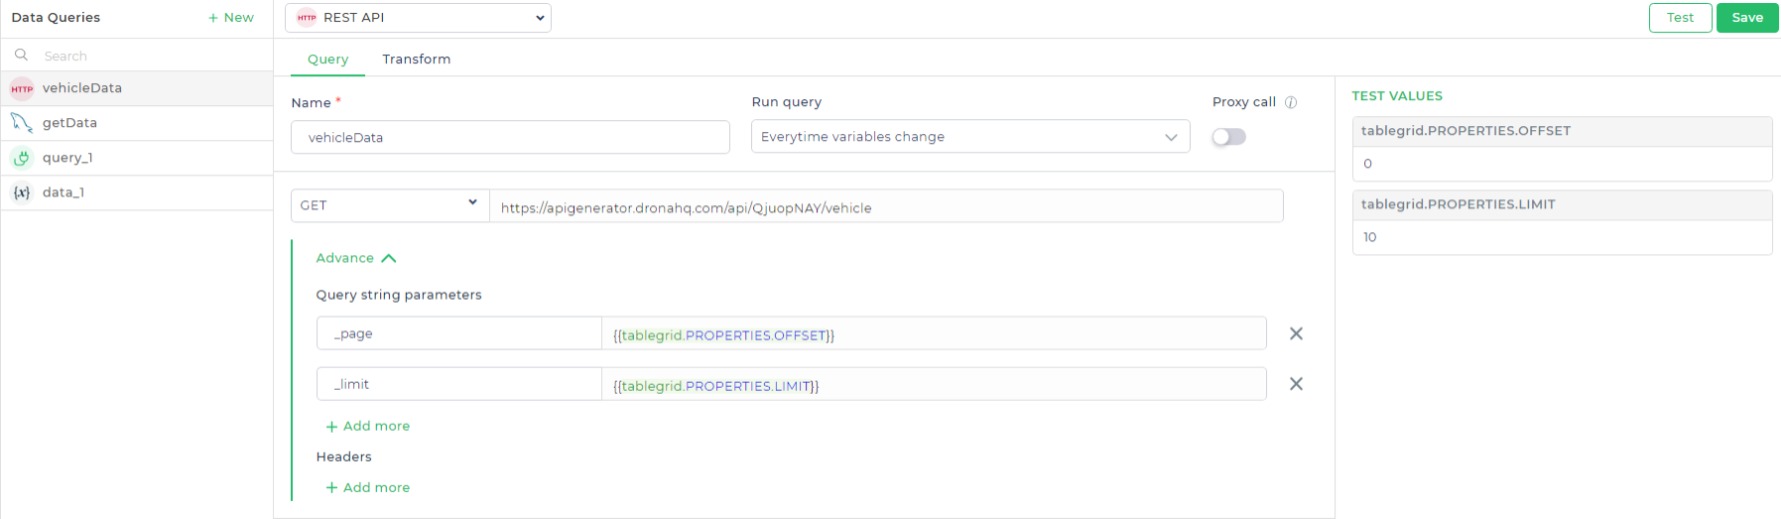 Data Queries + New
Search
HTTP vehicleData
getData
query_1
{x} data_1
HTTP REST API
Test Save
Query Transform
Name * Run query Proxy call i
vehicleData Everytime variables change
GET https://apigenerator.dronahq.com/api/QjuopNAY/vehicle
Advance
Query string parameters
_page {{tablegrid.PROPERTIES.OFFSET}}
_limit {{tablegrid.PROPERTIES.LIMIT}}
+ Add more
Headers
+ Add more
TEST VALUES
tablegrid.PROPERTIES.OFFSET
0
tablegrid.PROPERTIES.LIMIT
10